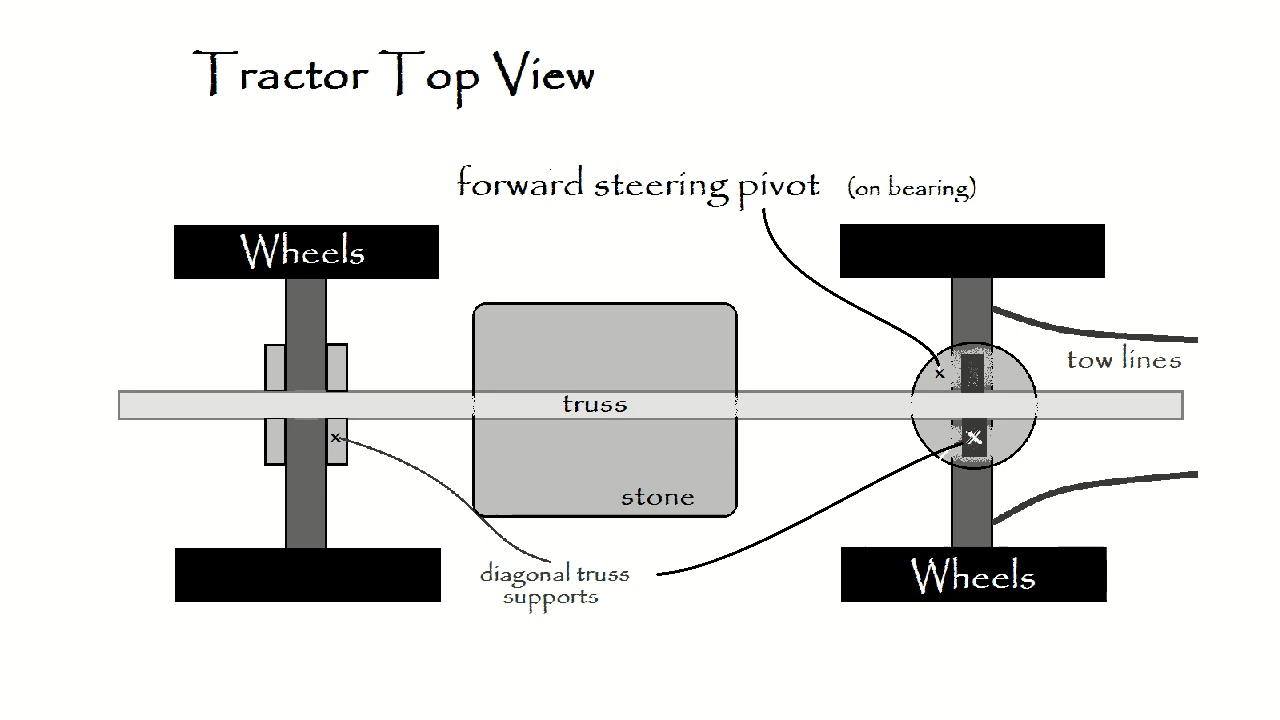 Tractor Top View
forward steering pivot (on bearing)
Wheels
tow lines
x
truss
x
x
stone
diagonal truss
supports
Wheels